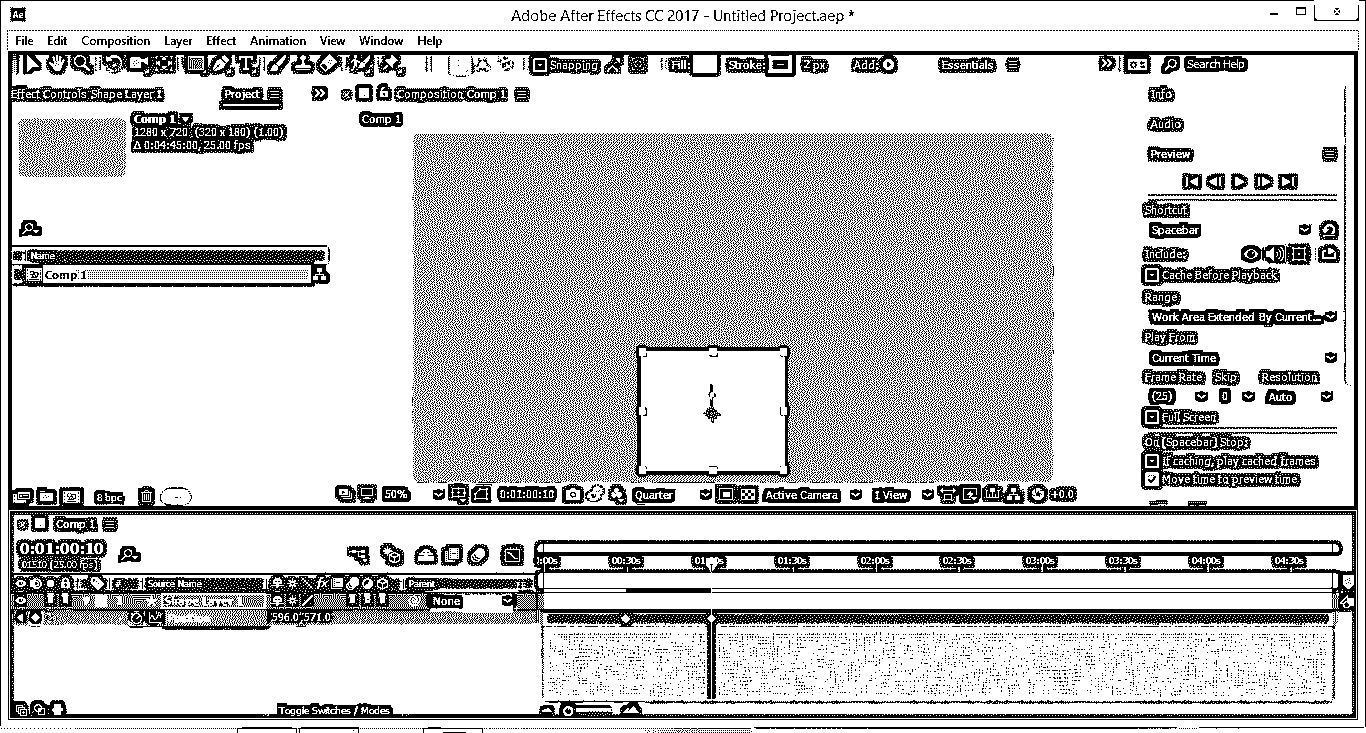 Adobe After Effects CC 2017 - Untitled Project.aep *
File Edit Composition Layer Effect Animation View Window Help
Snapping Fill: Stroke: 2 px Add: Essentials Search Help
Effect Controls Shape Layer 1 Project Composition Comp 1 Info
Comp 1
1280 x 720 (320 x 180) (1.00)
Δ 0:04:45:00, 25.00 fps
Comp 1
Audio
Preview
Shortcut
Spacebar
Include:
Cache Before Playback
Range
Work Area Extended By Current...
Play From
Current Time
Frame Rate Skip Resolution
(25) 0 Auto
Full Screen
On (Spacebar) Stop:
If caching, play cached frames
Move time to preview time
Name
Comp 1
8 bpc
50% 0:01:00:10 Quarter Active Camera 1 View +0.0
Comp 1
0:01:00:10
01510 (25.00 fps)
:00s 00:30s 01:00s 01:30s 02:00s 02:30s 03:00s 03:30s 04:00s 04:30s
# Source Name Parent
Shape Layer 1 None
596.0,571.0
Toggle Switches / Modes